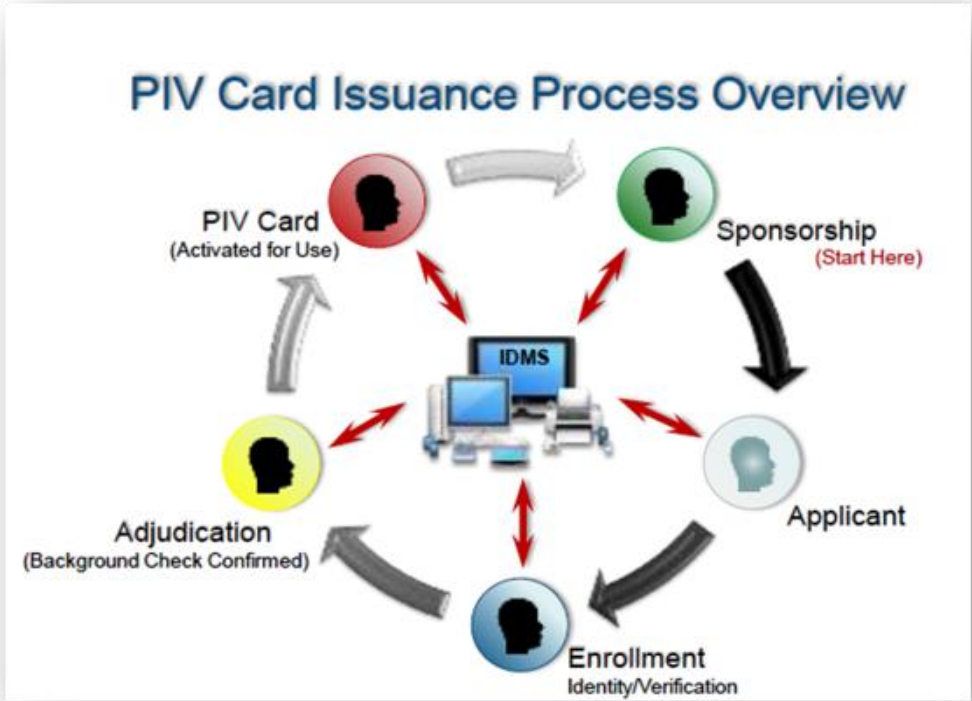 PIV Card Issuance Process Overview
PIV Card
(Activated for Use)
Sponsorship
(Start Here)
IDMS
Applicant
Adjudication
(Background Check Confirmed)
Enrollment
Identity/Verification